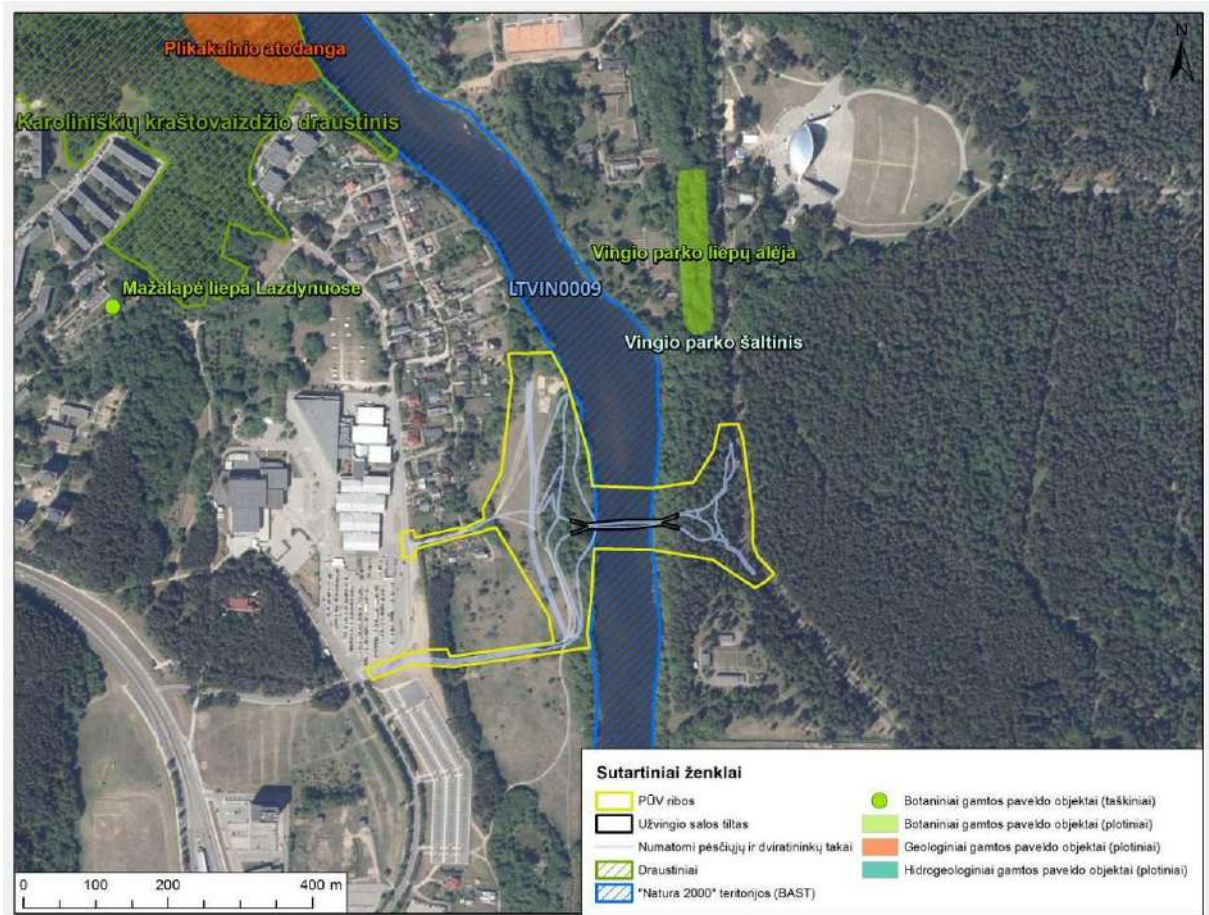 Plikakalnio atodanga
N
Karoliniškių kraštovaizdžio draustinis
Vingio parko liepų alėja
Mažalapė liepa Lazdynuose
LTVIN0009
Vingio parko šaltinis
Sutartiniai ženklai
PŪV ribos
Užvingio salos tiltas
Numatomi pėsčiųjų ir dviratininkų takai
Draustiniai
"Natura 2000" teritorijos (BAST)
Botaniniai gamtos paveldo objektai (taškiniai)
Botaniniai gamtos paveldo objektai (plotiniai)
Geologiniai gamtos paveldo objektai (plotiniai)
Hidrogeologiniai gamtos paveldo objektai (plotiniai)
0 100 200 400 m